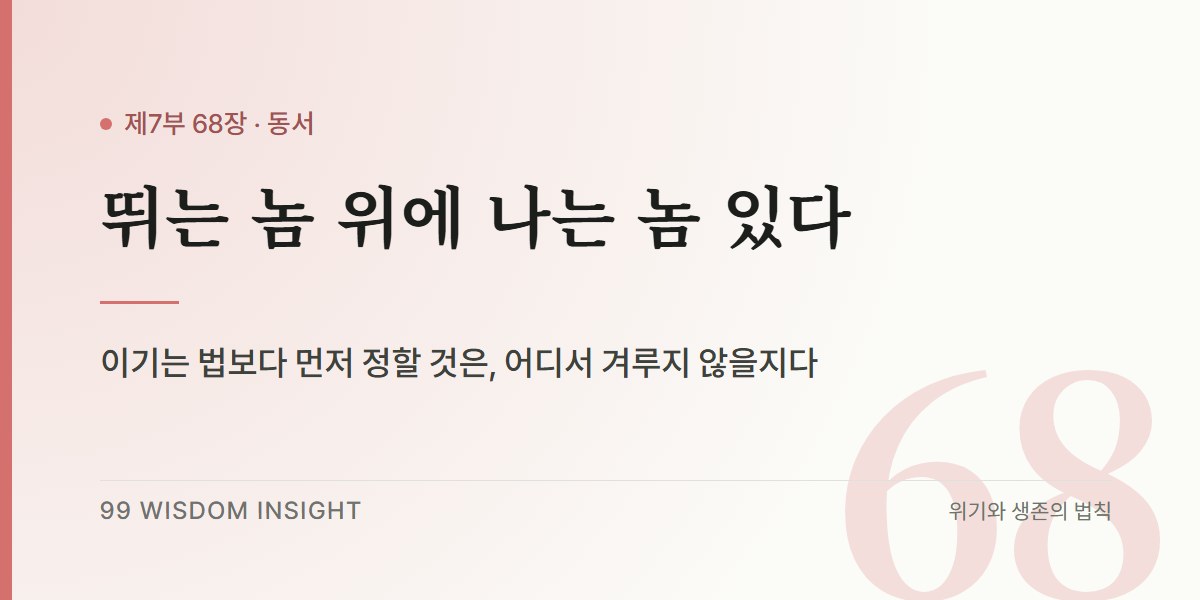 제7부 68장 · 동서
뛰는 놈 위에 나는 놈 있다
이기는 법보다 먼저 정할 것은, 어디서 겨루지 않을지다
68
99 WISDOM INSIGHT
위기와 생존의 법칙